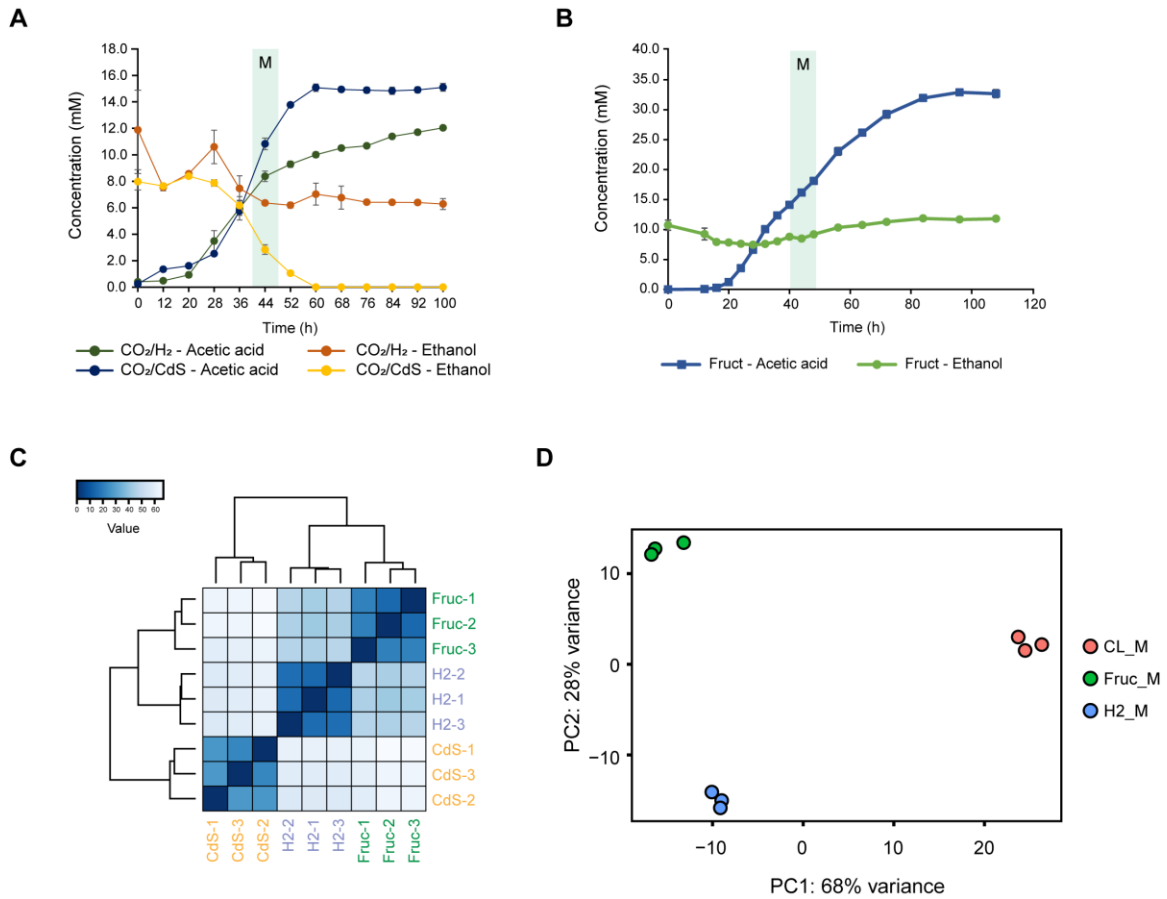 A
18.0
16.0
14.0
12.0
10.0
8.0
6.0
4.0
2.0
0.0
Concentration (mM)
M
0 12 20 28 36 44 52 60 68 76 84 92 100
Time (h)
CO₂/H₂ - Acetic acid
CO₂/H₂ - Ethanol
CO₂/CdS - Acetic acid
CO₂/CdS - Ethanol
B
40.0
35.0
30.0
25.0
20.0
15.0
10.0
5.0
0.0
Concentration (mM)
M
0 20 40 60 80 100 120
Time (h)
Fruct - Acetic acid
Fruct - Ethanol
C
0 10 20 30 40 50 60
Value
Fruc-1
Fruc-2
Fruc-3
H2-2
H2-1
H2-3
CdS-1
CdS-3
CdS-2
CdS-1
CdS-3
CdS-2
H2-2
H2-1
H2-3
Fruc-1
Fruc-2
Fruc-3
D
PC2: 28% variance
10
0
−10
−10 0 10 20
PC1: 68% variance
CL_M
Fruc_M
H2_M